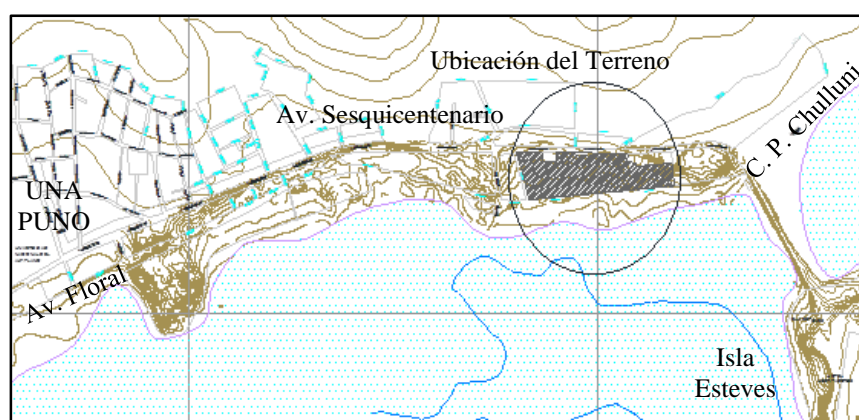 Ubicación del Terreno
Av. Sesquicentenario
C. P. Chulluni
UNA
PUNO
Av. Floral
Isla
Esteves